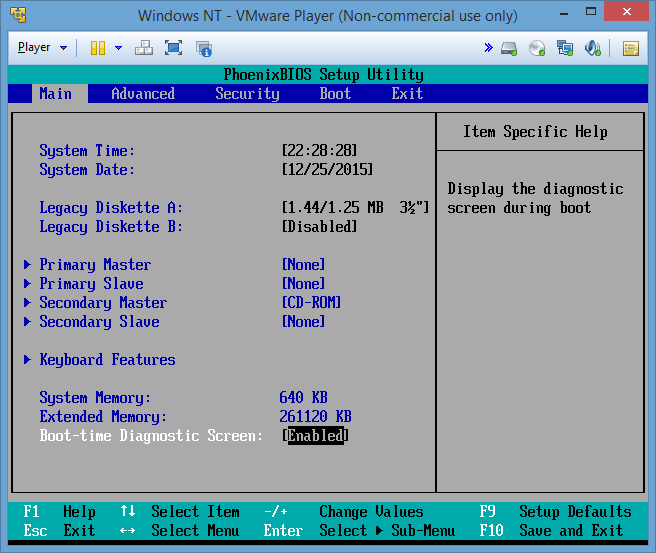 Windows NT - VMware Player (Non-commercial use only)
Player
PhoenixBIOS Setup Utility
Main Advanced Security Boot Exit
Item Specific Help
System Time: [22:28:28]
System Date: [12/25/2015]
Display the diagnostic
screen during boot
Legacy Diskette A: [1.44/1.25 MB 3½"]
Legacy Diskette B: [Disabled]
Primary Master [None]
Primary Slave [None]
Secondary Master [CD-ROM]
Secondary Slave [None]
Keyboard Features
System Memory: 640 KB
Extended Memory: 261120 KB
Boot-time Diagnostic Screen: [Enabled]
F1 Help ↑↓ Select Item -/+ Change Values F9 Setup Defaults
Esc Exit ↔ Select Menu Enter Select ▶ Sub-Menu F10 Save and Exit